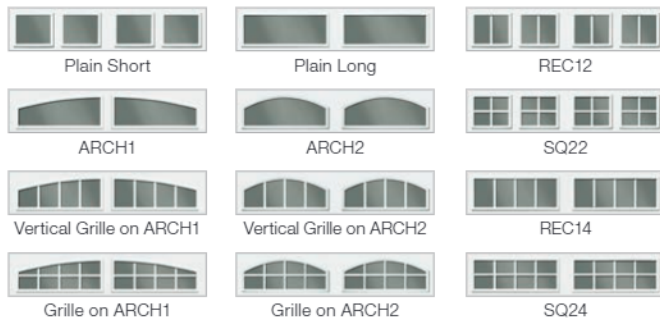 Plain Short
Plain Long
REC12
ARCH1
ARCH2
SQ22
Vertical Grille on ARCH1
Vertical Grille on ARCH2
REC14
Grille on ARCH1
Grille on ARCH2
SQ24